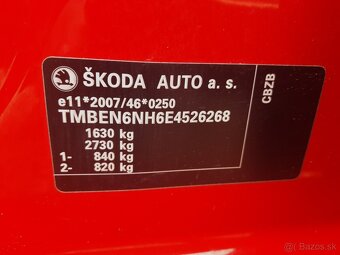 ŠKODA AUTO a. s.
e11*2007/46*0250
TMBEN6NH6E4526268
1630 kg
2730 kg
1- 840 kg
2- 820 kg
CBZB
© Bazos.sk